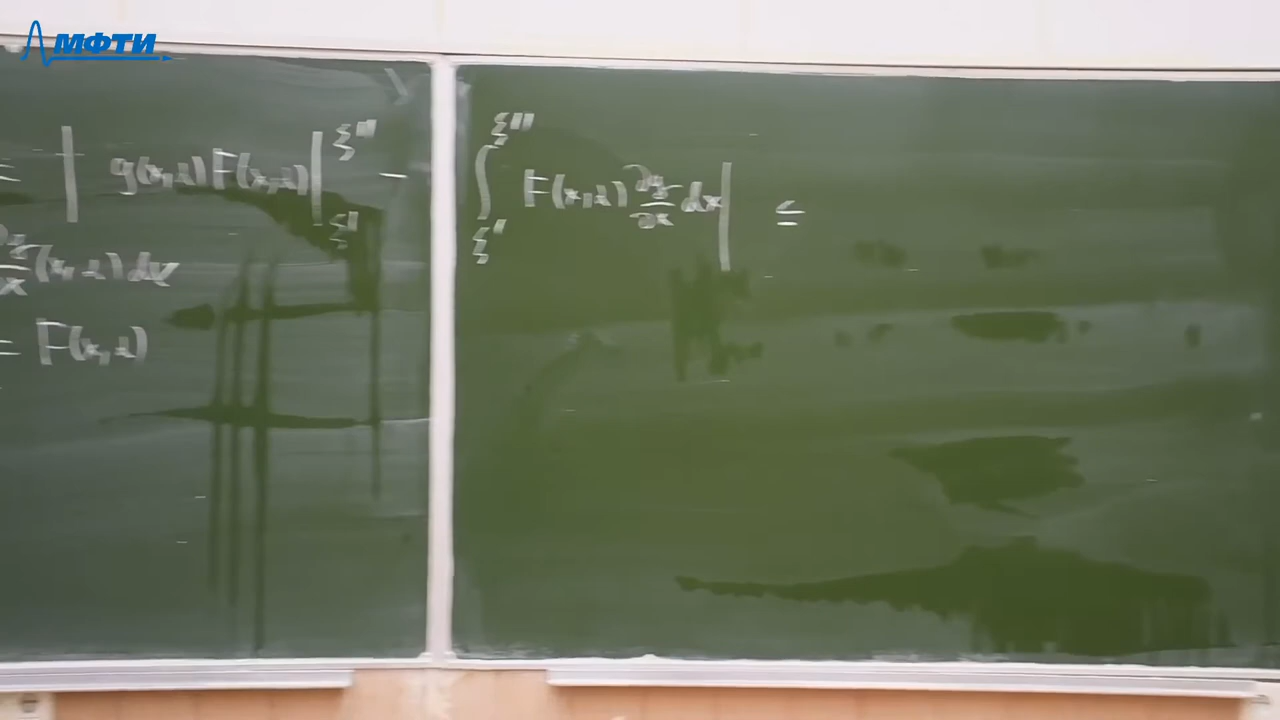 МФТИ
= | g(x,α)F(x,α)|_{ξ'}^{ξ''} - ∫_{ξ'}^{ξ''} F(x,α) ∂g/∂x dx | =
∂g/∂x (x,α) dx
= F(x,α)